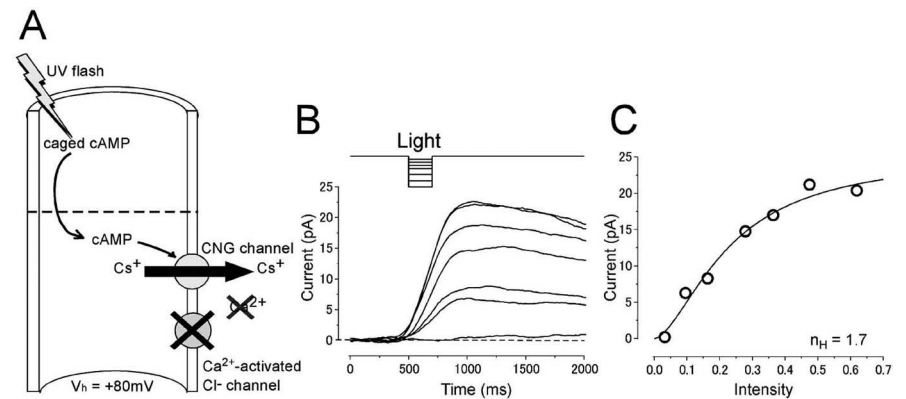 A
UV flash
caged cAMP
cAMP
CNG channel
Cs+
Cs+
Ca2+
Ca2+-activated
Cl- channel
Vh = +80mV
B
Light
25
20
15
10
5
0
Current (pA)
0 500 1000 1500 2000
Time (ms)
C
25
20
15
10
5
0
Current (pA)
nH = 1.7
0.0 0.1 0.2 0.3 0.4 0.5 0.6 0.7
Intensity